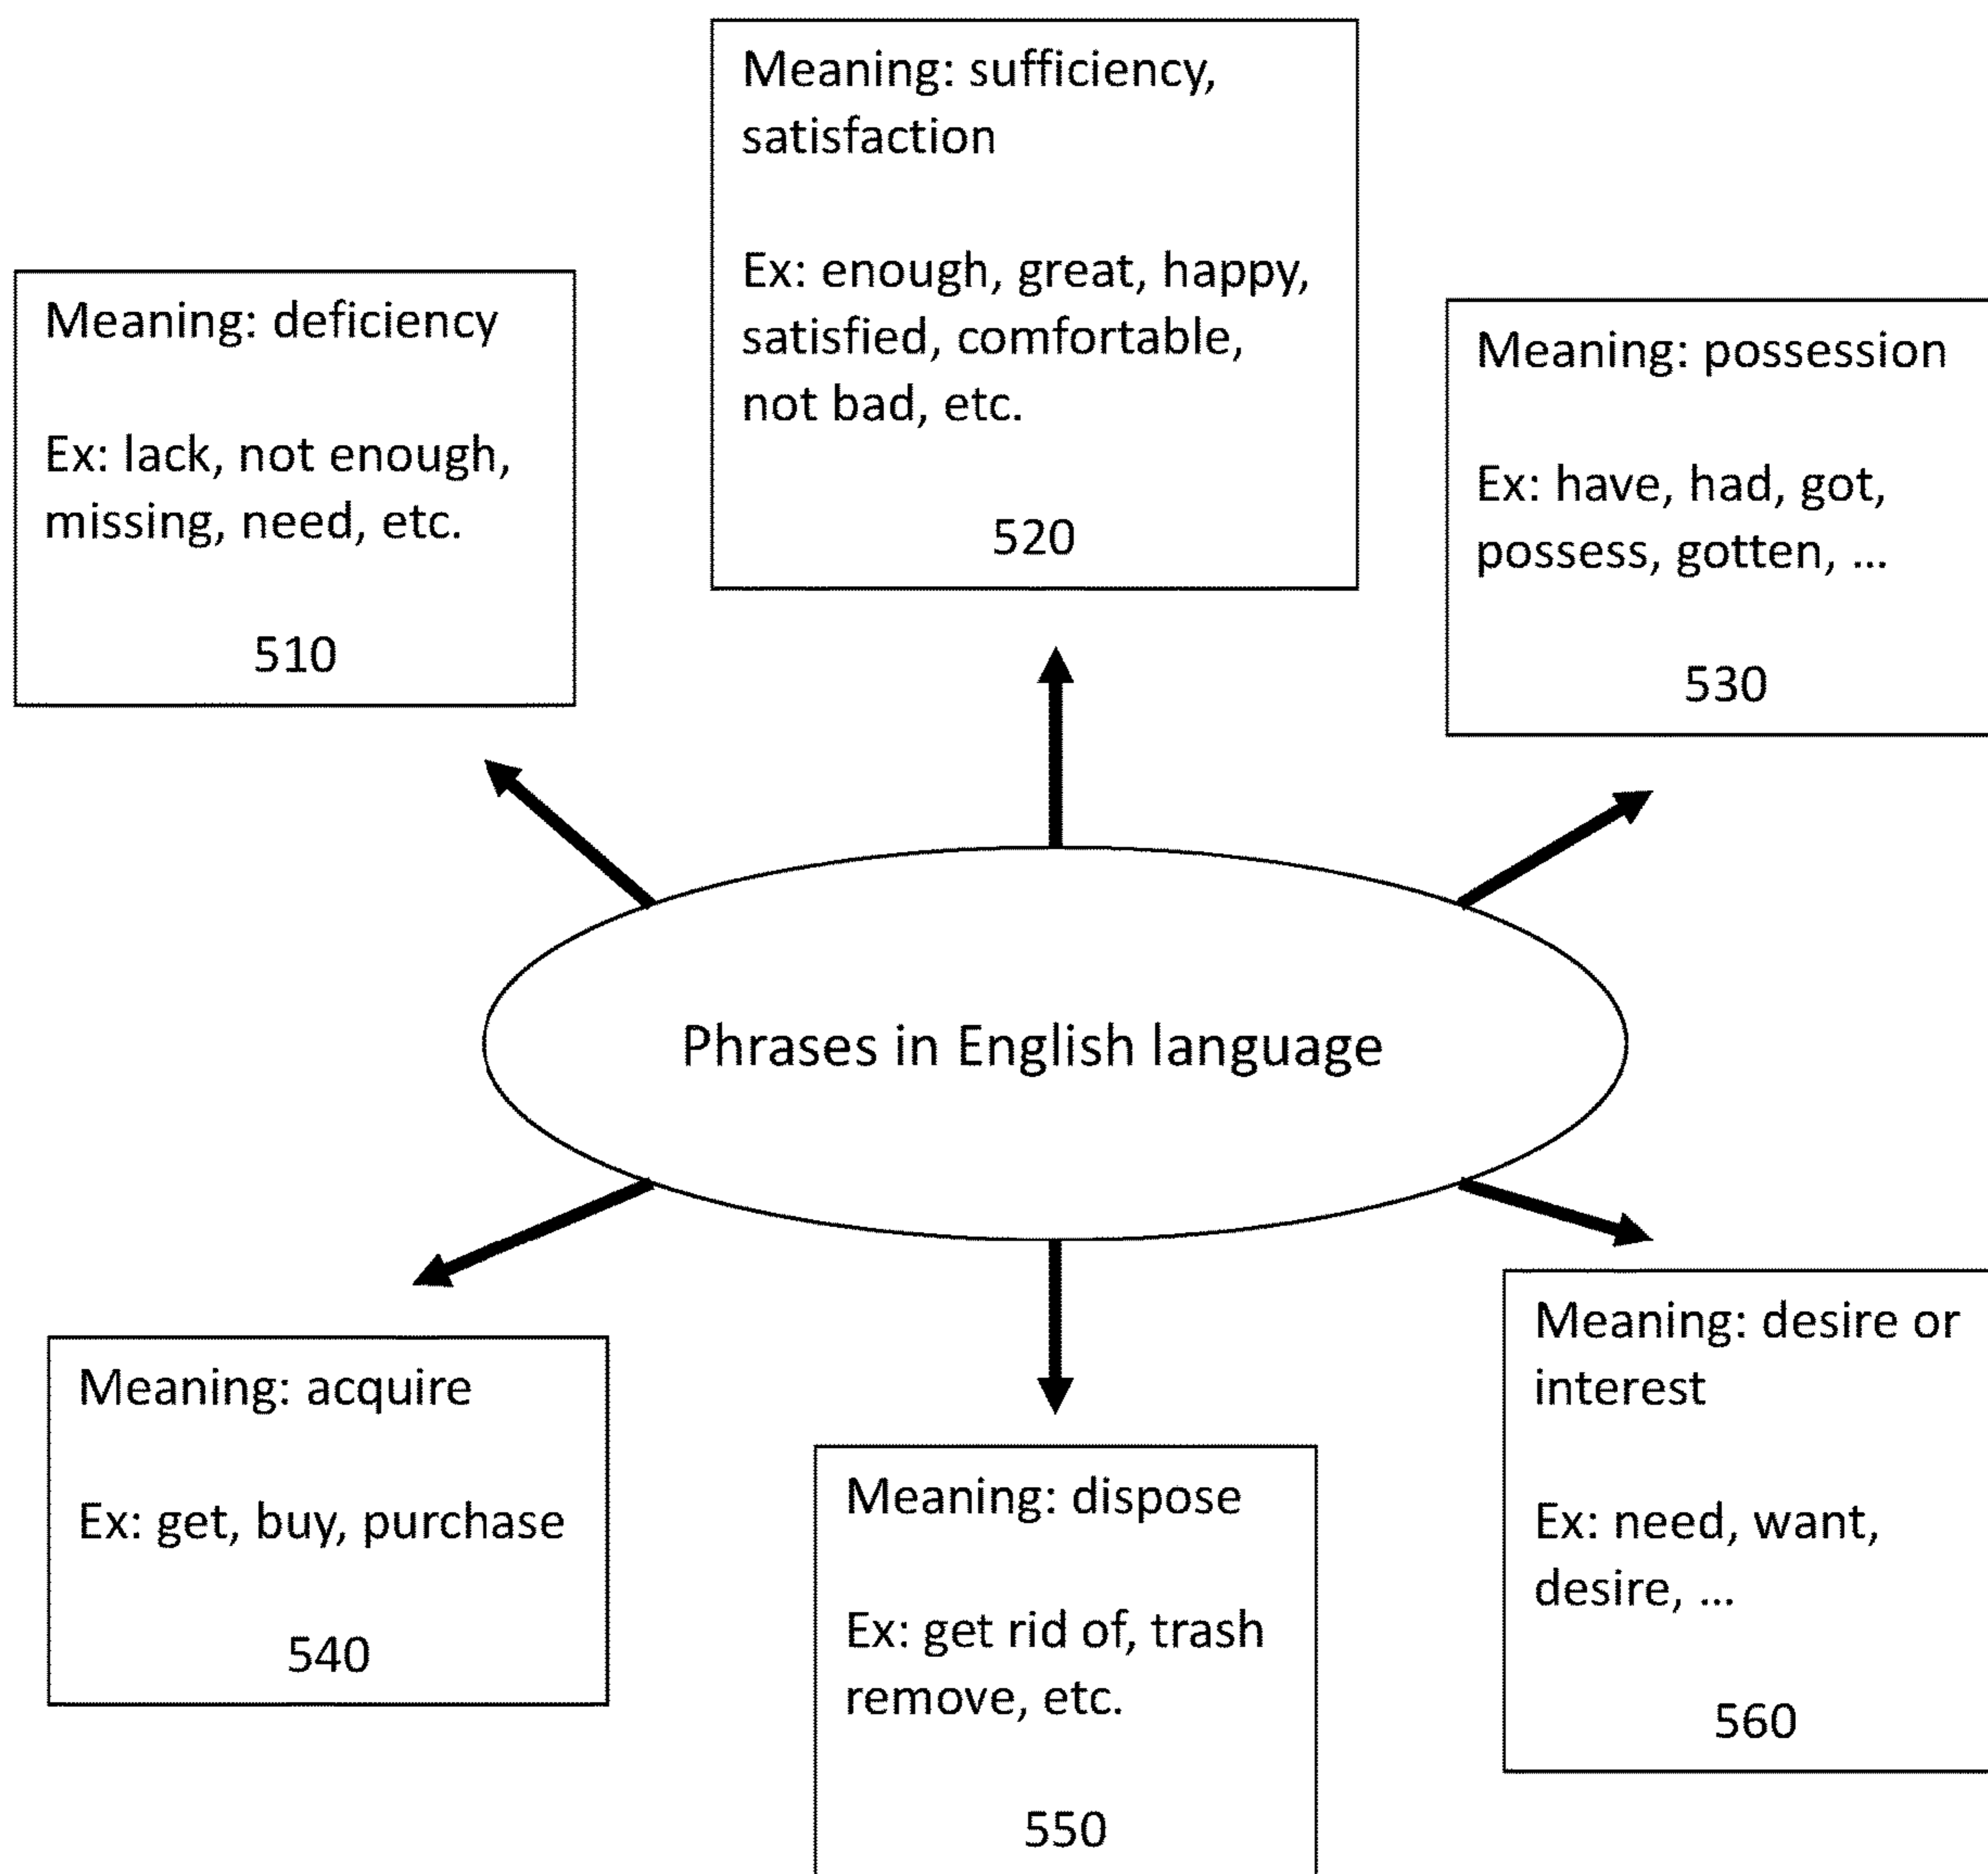 Meaning: deficiency
Ex: lack, not enough,
missing, need, etc.
510
Meaning: sufficiency,
satisfaction
Ex: enough, great, happy,
satisfied, comfortable,
not bad, etc.
520
Meaning: possession
Ex: have, had, got,
possess, gotten, ...
530
Phrases in English language
Meaning: acquire
Ex: get, buy, purchase
540
Meaning: dispose
Ex: get rid of, trash
remove, etc.
550
Meaning: desire or
interest
Ex: need, want,
desire, ...
560